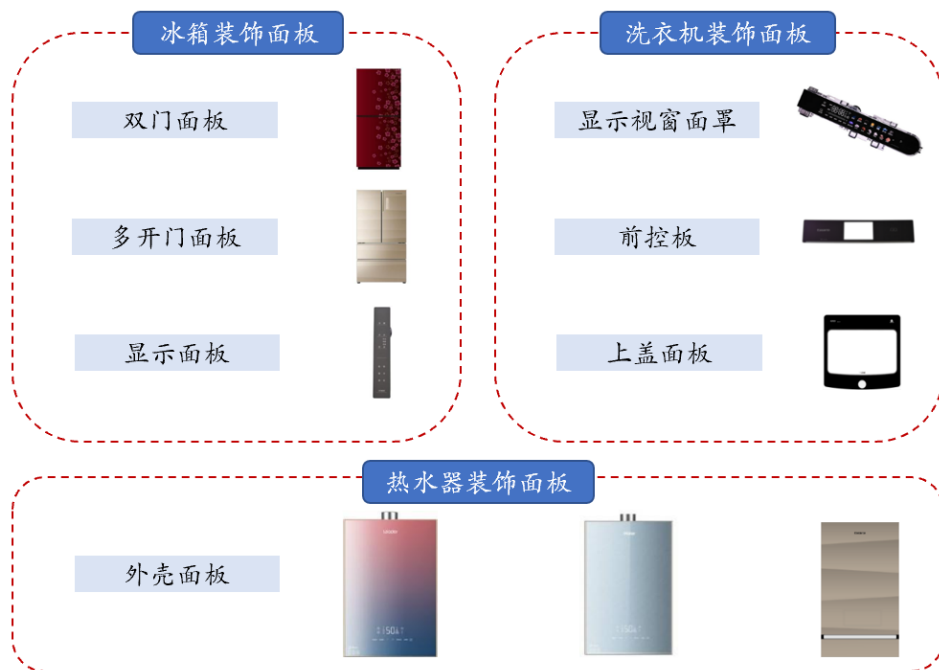 冰箱装饰面板
双门面板
多开门面板
显示面板
洗衣机装饰面板
显示视窗面罩
前控板
上盖面板
热水器装饰面板
外壳面板